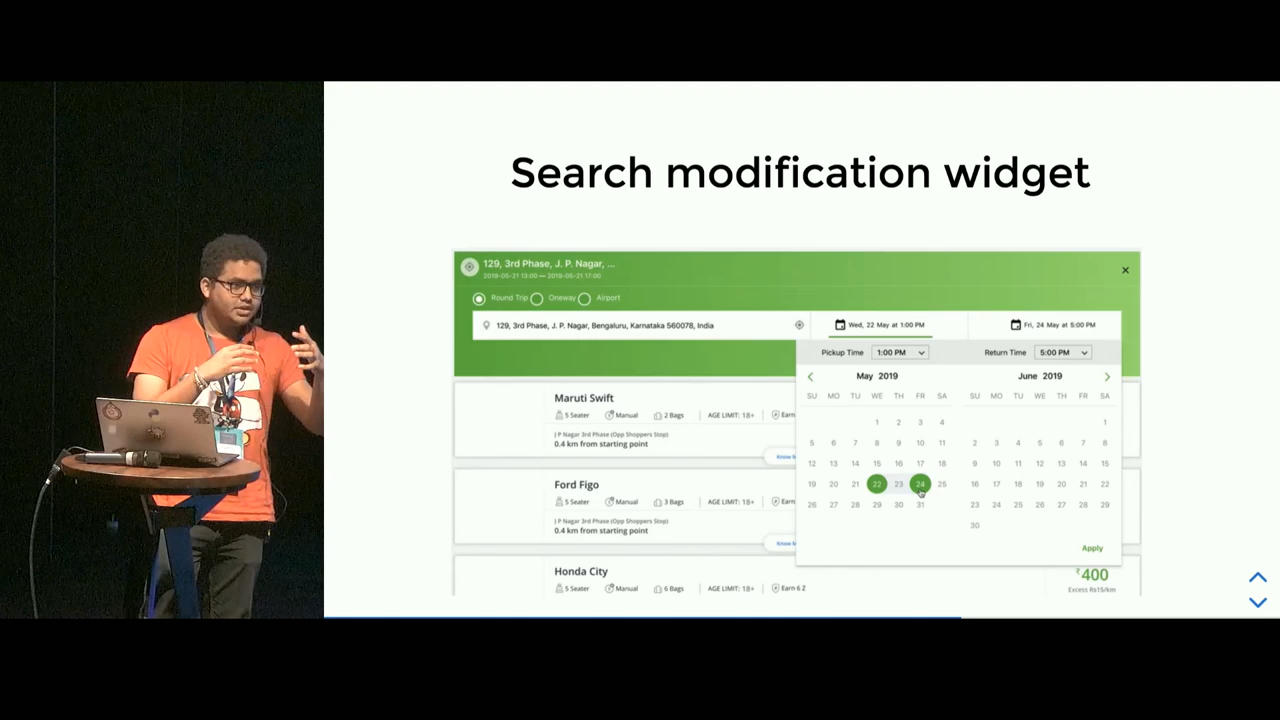 Search modification widget
129, 3rd Phase, J. P. Nagar, ...
2019-05-21 13:00 — 2019-05-21 17:00
Round Trip Oneway Airport
129, 3rd Phase, J. P. Nagar, Bengaluru, Karnataka 560078, India Wed, 22 May at 1:00 PM Fri, 24 May at 5:00 PM
Pickup Time 1:00 PM Return Time 5:00 PM
May 2019 June 2019
SU MO TU WE TH FR SA SU MO TU WE TH FR SA
1 2 3 4 1
5 6 7 8 9 10 11 2 3 4 5 6 7 8
12 13 14 15 16 17 18 9 10 11 12 13 14 15
19 20 21 22 23 24 25 16 17 18 19 20 21 22
26 27 28 29 30 31 23 24 25 26 27 28 29
30
Apply
Maruti Swift
5 Seater Manual 2 Bags AGE LIMIT: 18+ Earn
J P Nagar 3rd Phase (Opp Shoppers Stop)
0.4 km from starting point
Know
Ford Figo
5 Seater Manual 3 Bags AGE LIMIT: 18+ Earn
J P Nagar 3rd Phase (Opp Shoppers Stop)
0.4 km from starting point
Know
Honda City
5 Seater Manual 6 Bags AGE LIMIT: 18+ Earn 6 Z
₹400
Excess Rs15/km